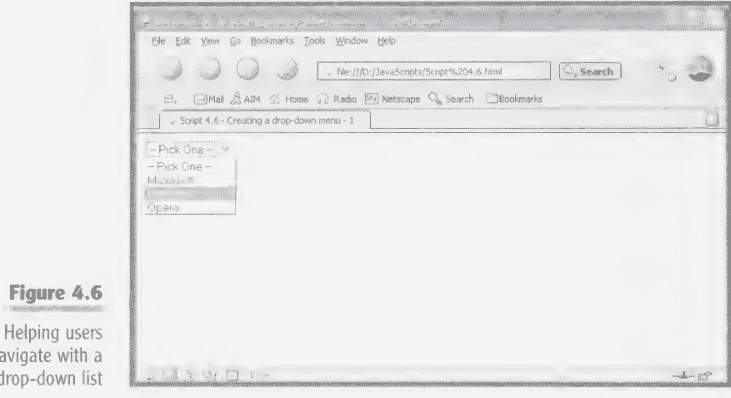 File Edit View Go Bookmarks Tools Window Help
file:///D:/JavaScripts/Script%204.6.html Search
Mail AIM Home Radio My Netscape Search Bookmarks
Script 4.6 - Creating a drop-down menu - 1
-- Pick One --
-- Pick One --
Microsoft
Opera
Figure 4.6
Helping users
avigate with a
drop-down list